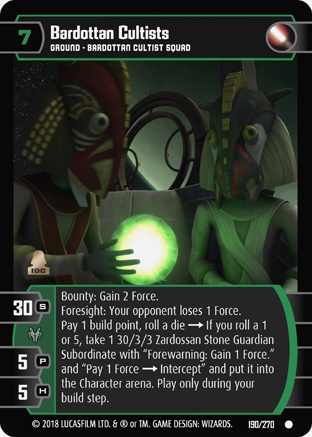 7
Bardottan Cultists
GROUND - BARDOTTAN CULTIST SQUAD
IDC
30 S
5 P
5 H
Bounty: Gain 2 Force.
Foresight: Your opponent loses 1 Force.
Pay 1 build point, roll a die → If you roll a 1
or 5, take 1 30/3/3 Zardossan Stone Guardian
Subordinate with “Forewarning: Gain 1 Force.”
and “Pay 1 Force → Intercept” and put it into
the Character arena. Play only during your
build step.
© 2018 LUCASFILM LTD. & ® or TM. GAME DESIGN: WIZARDS. 190/270